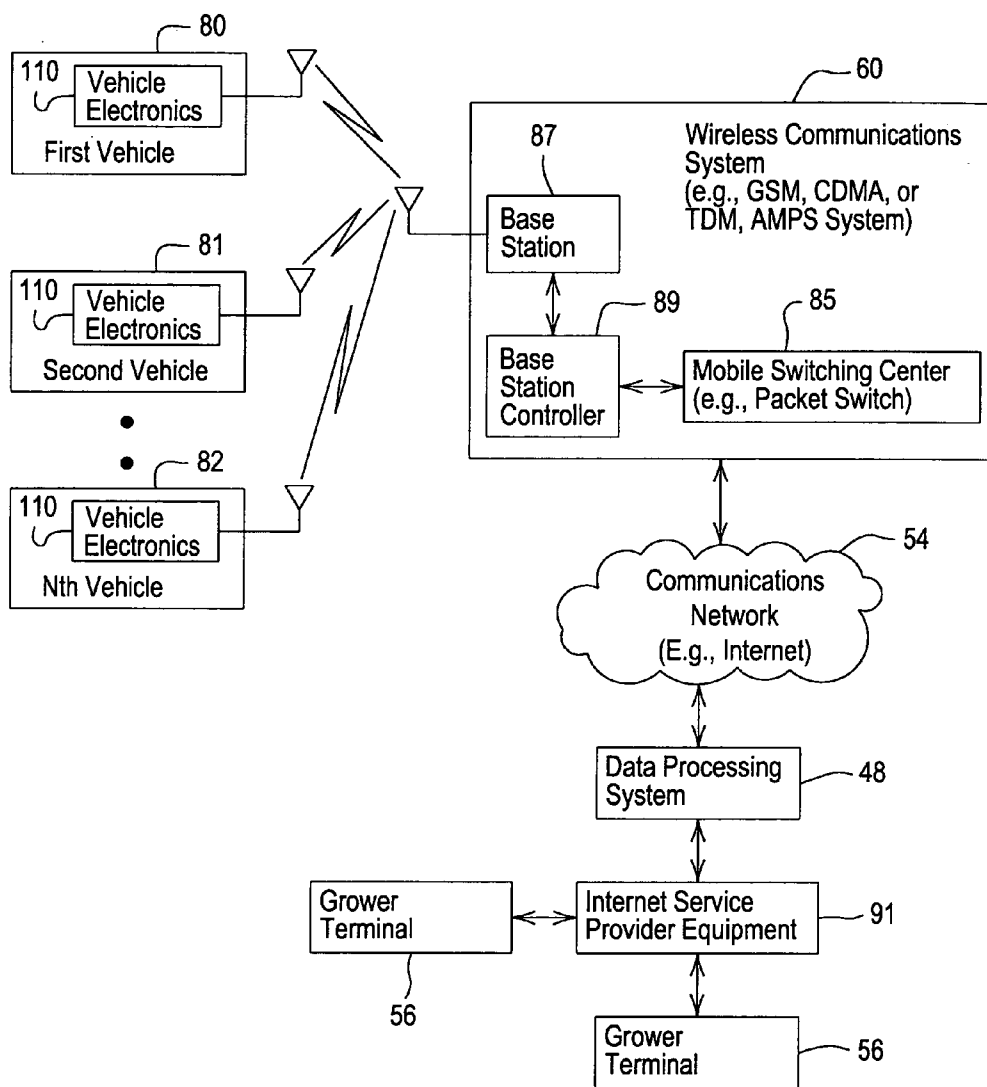 80
110
Vehicle
Electronics
First Vehicle
81
110
Vehicle
Electronics
Second Vehicle
82
110
Vehicle
Electronics
Nth Vehicle
60
Wireless Communications
System
(e.g., GSM, CDMA, or
TDM, AMPS System)
87
Base
Station
89
Base
Station
Controller
85
Mobile Switching Center
(e.g., Packet Switch)
54
Communications
Network
(E.g., Internet)
Data Processing
System
48
Internet Service
Provider Equipment
91
Grower
Terminal
56
Grower
Terminal
56